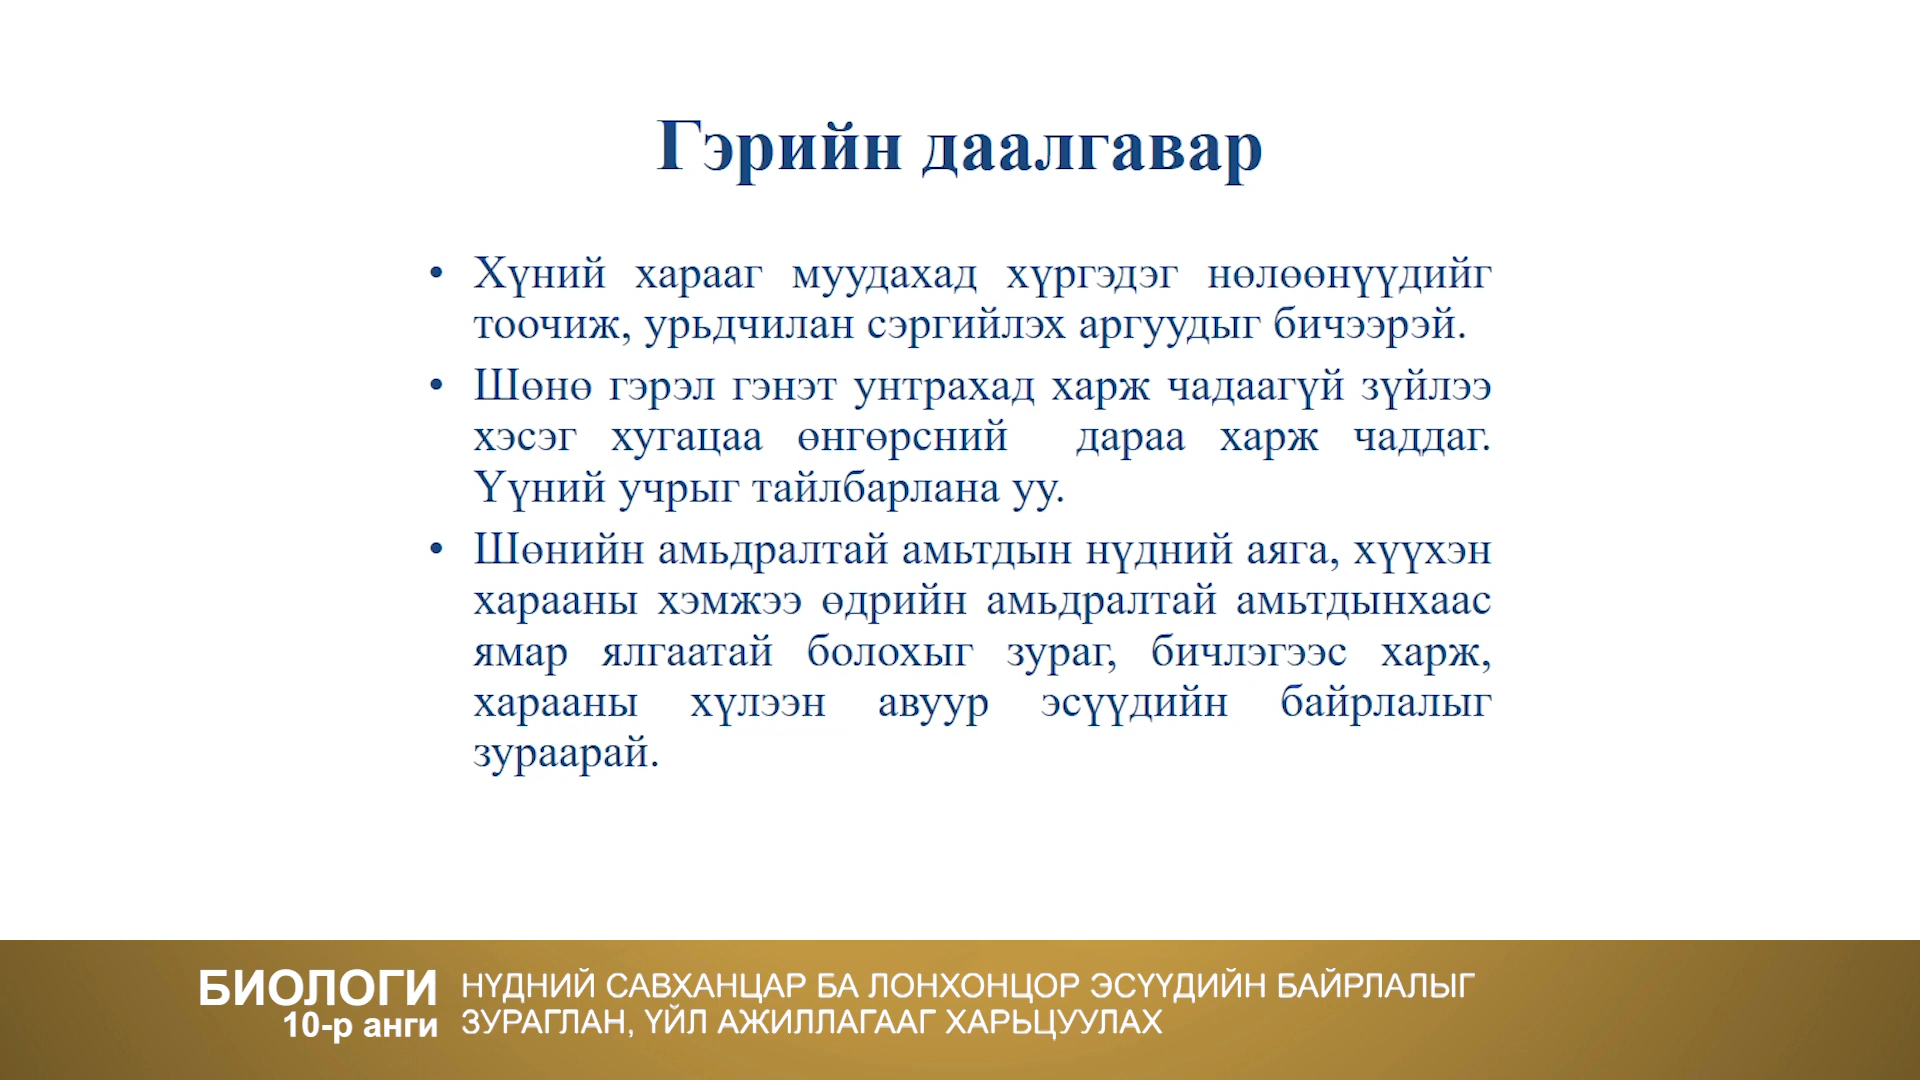 Гэрийн даалгавар
• Хүний харааг муудахад хүргэдэг нөлөөнүүдийг
тоочиж, урьдчилан сэргийлэх аргуудыг бичээрэй.
• Шөнө гэрэл гэнэт унтрахад харж чадаагүй зүйлээ
хэсэг хугацаа өнгөрсний дараа харж чаддаг.
Үүний учрыг тайлбарлана уу.
• Шөнийн амьдралтай амьтдын нүдний аяга, хүүхэн
харааны хэмжээ өдрийн амьдралтай амьтдынхаас
ямар ялгаатай болохыг зураг, бичлэгээс харж,
харааны хүлээн авуур эсүүдийн байрлалыг
зураарай.
БИОЛОГИ
10-р анги
НҮДНИЙ САВХАНЦАР БА ЛОНХОНЦОР ЭСҮҮДИЙН БАЙРЛАЛЫГ
ЗУРАГЛАН, ҮЙЛ АЖИЛЛАГААГ ХАРЬЦУУЛАХ